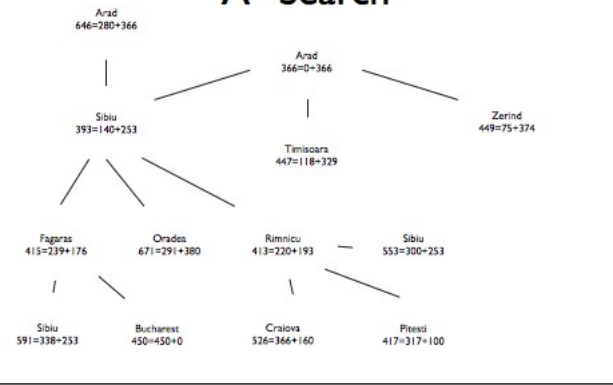 A* Search
Arad
646=280+366
Arad
366=0+366
Sibiu
393=140+253
Zerind
449=75+374
Timisoara
447=118+329
Fagaras
415=239+176
Oradea
671=291+380
Rimnicu
413=220+193
Sibiu
553=300+253
Sibiu
591=338+253
Bucharest
450=450+0
Craiova
526=366+160
Pitesti
417=317+100